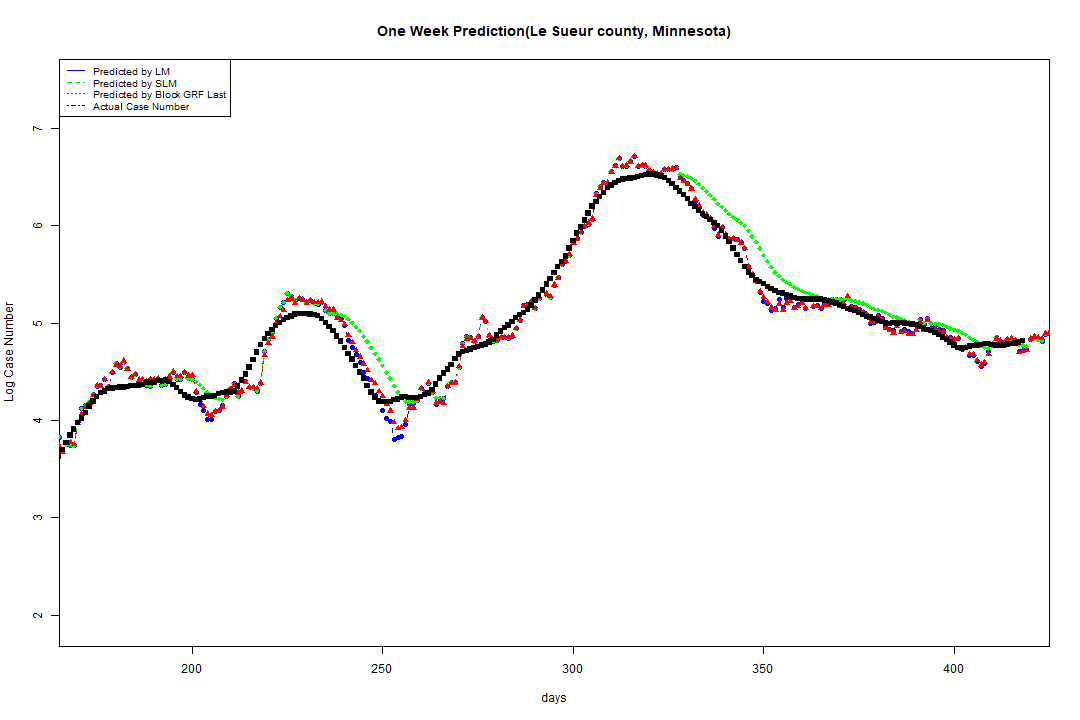 One Week Prediction(Le Sueur county, Minnesota)
Predicted by LM
Predicted by SLM
Predicted by Block GRF Last
Actual Case Number
7
6
5
4
3
2
Log Case Number
200 250 300 350 400
days